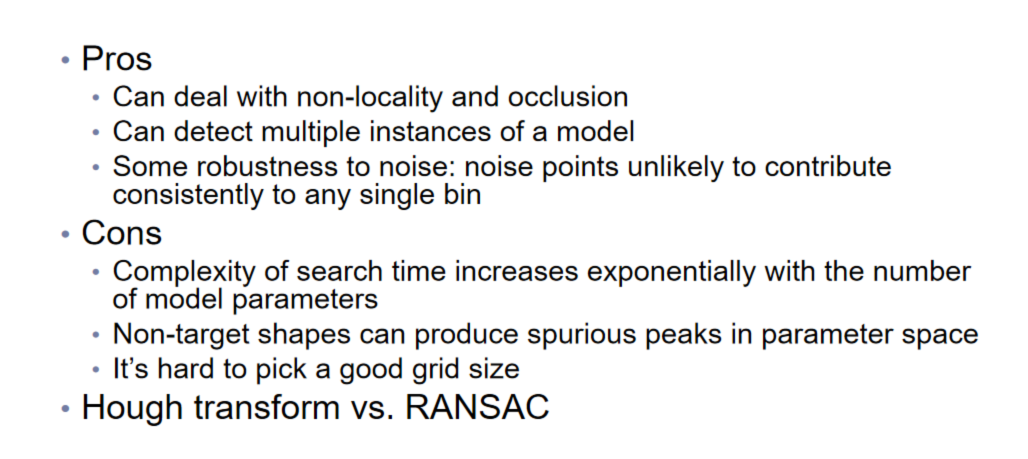 • Pros
• Can deal with non-locality and occlusion
• Can detect multiple instances of a model
• Some robustness to noise: noise points unlikely to contribute
consistently to any single bin
• Cons
• Complexity of search time increases exponentially with the number
of model parameters
• Non-target shapes can produce spurious peaks in parameter space
• It’s hard to pick a good grid size
• Hough transform vs. RANSAC